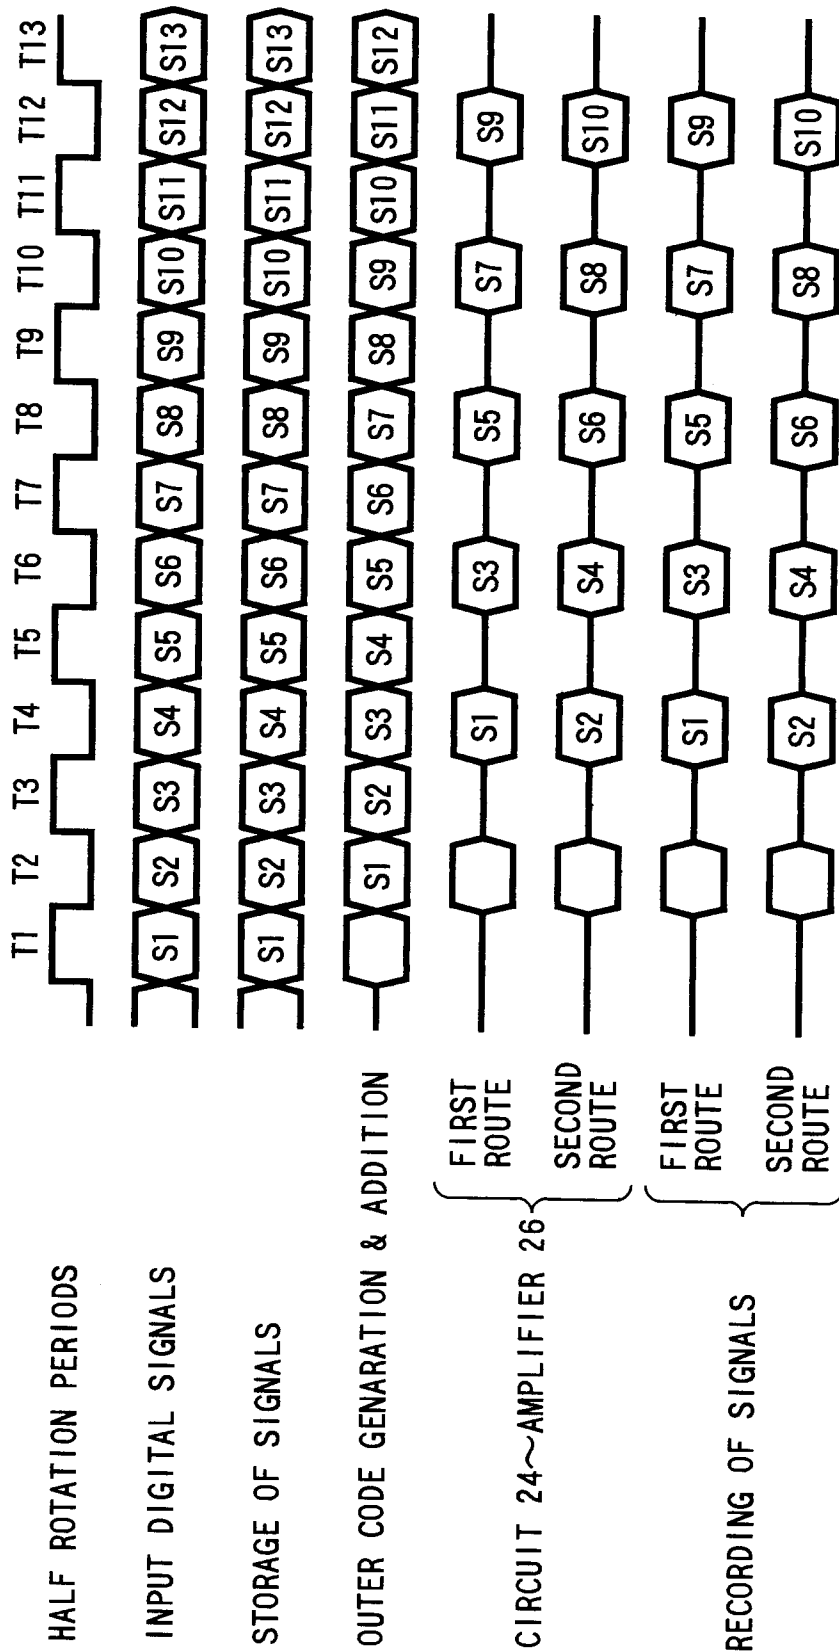 HALF ROTATION PERIODS
T1 T2 T3 T4 T5 T6 T7 T8 T9 T10 T11 T12 T13
INPUT DIGITAL SIGNALS
S1 S2 S3 S4 S5 S6 S7 S8 S9 S10 S11 S12 S13
STORAGE OF SIGNALS
S1 S2 S3 S4 S5 S6 S7 S8 S9 S10 S11 S12 S13
OUTER CODE GENARATION & ADDITION
S1 S2 S3 S4 S5 S6 S7 S8 S9 S10 S11 S12
CIRCUIT 24~AMPLIFIER 26
FIRST
ROUTE
S1 S3 S5 S7 S9
SECOND
ROUTE
S2 S4 S6 S8 S10
RECORDING OF SIGNALS
FIRST
ROUTE
S1 S3 S5 S7 S9
SECOND
ROUTE
S2 S4 S6 S8 S10